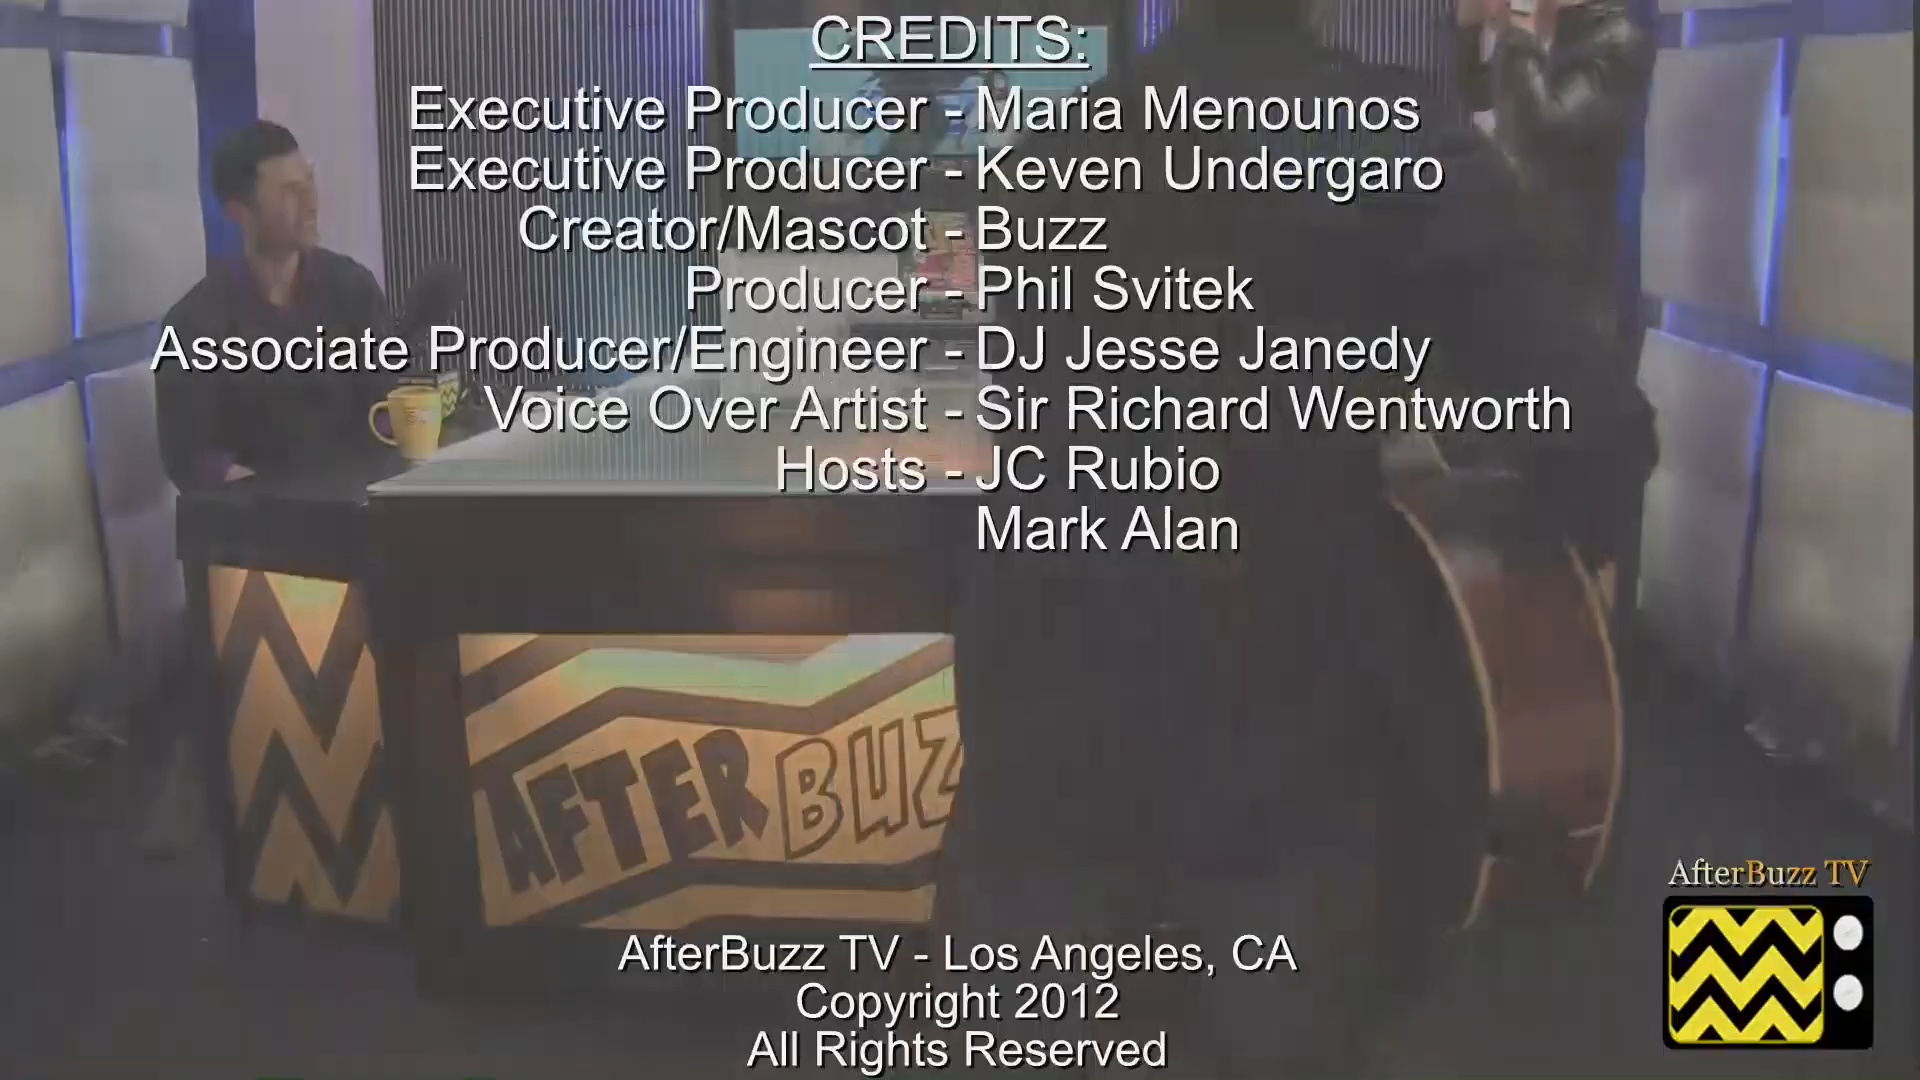 CREDITS:
Executive Producer - Maria Menounos
Executive Producer - Keven Undergaro
Creator/Mascot - Buzz
Producer - Phil Svitek
Associate Producer/Engineer - DJ Jesse Janedy
Voice Over Artist - Sir Richard Wentworth
Hosts - JC Rubio
Mark Alan
AFTER BUZ
AfterBuzz TV
AfterBuzz TV - Los Angeles, CA
Copyright 2012
All Rights Reserved